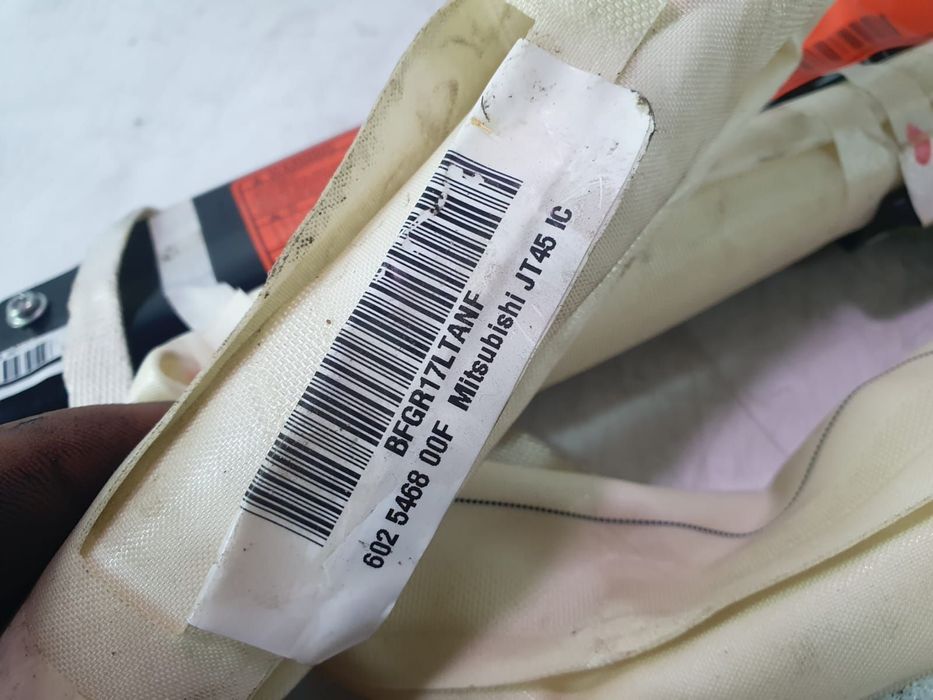 BFGR17LTANF
602 5468 00F Mitsubishi JT45 IC